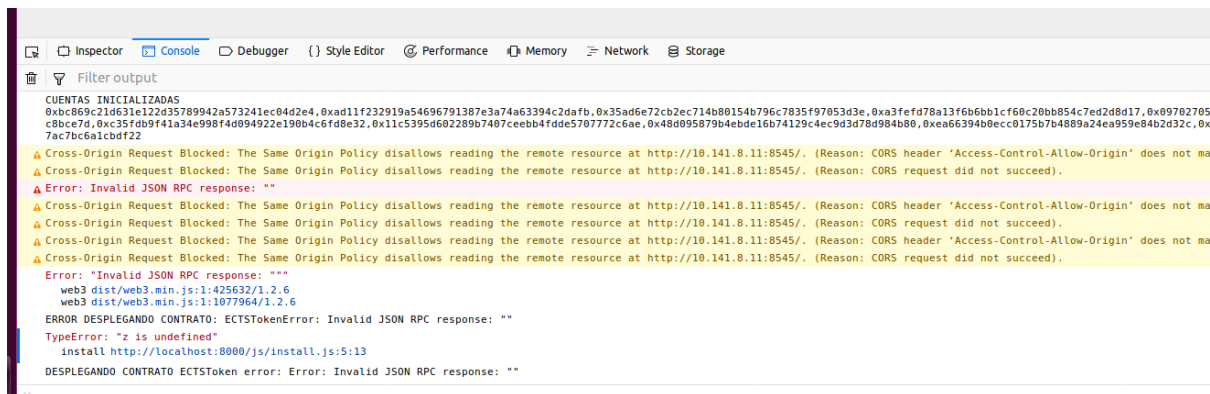 Inspector Console Debugger {} Style Editor Performance Memory Network Storage
Filter output
CUENTAS INICIALIZADAS
0xbc869c21d631e122d35789942a573241ec04d2e4,0xad11f232919a54696791387e3a74a63394c2dafb,0x35ad6e72cb2ec714b80154b796c7835f97053d3e,0xa3fefd78a13f6b6bb1cf60c20bb854c7ed2d8d17,0x09702705
c8bce7d,0xc35fdb9f41a34e998f4d094922e190b4c6fd8e32,0x11c5395d602289b7407ceebb4fdde5707772c6ae,0x48d095879b4ebde16b74129c4ec9d3d78d984b80,0xea66394b0ecc0175b7b4889a24ea959e84b2d32c,0x
7ac7bc6a1cbdf22
Cross-Origin Request Blocked: The Same Origin Policy disallows reading the remote resource at http://10.141.8.11:8545/. (Reason: CORS header ‘Access-Control-Allow-Origin’ does not ma
Cross-Origin Request Blocked: The Same Origin Policy disallows reading the remote resource at http://10.141.8.11:8545/. (Reason: CORS request did not succeed).
Error: Invalid JSON RPC response: ""
Cross-Origin Request Blocked: The Same Origin Policy disallows reading the remote resource at http://10.141.8.11:8545/. (Reason: CORS header ‘Access-Control-Allow-Origin’ does not ma
Cross-Origin Request Blocked: The Same Origin Policy disallows reading the remote resource at http://10.141.8.11:8545/. (Reason: CORS request did not succeed).
Cross-Origin Request Blocked: The Same Origin Policy disallows reading the remote resource at http://10.141.8.11:8545/. (Reason: CORS header ‘Access-Control-Allow-Origin’ does not ma
Cross-Origin Request Blocked: The Same Origin Policy disallows reading the remote resource at http://10.141.8.11:8545/. (Reason: CORS request did not succeed).
Error: "Invalid JSON RPC response: """
web3 dist/web3.min.js:1:425632/1.2.6
web3 dist/web3.min.js:1:1077964/1.2.6
ERROR DESPLEGANDO CONTRATO: ECTSTokenError: Invalid JSON RPC response: ""
TypeError: "z is undefined"
install http://localhost:8000/js/install.js:5:13
DESPLEGANDO CONTRATO ECTSToken error: Error: Invalid JSON RPC response: ""